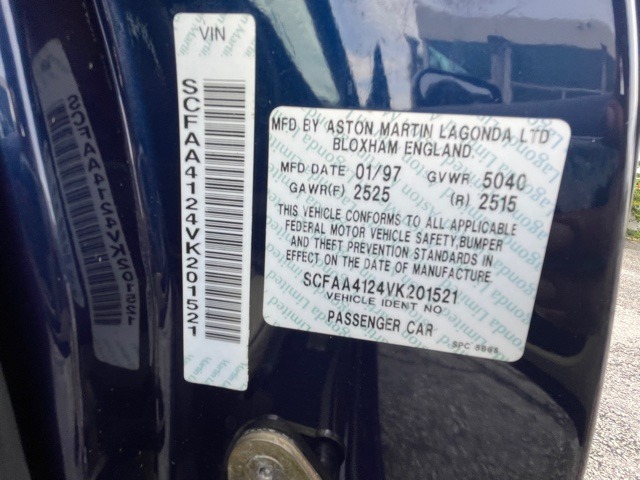 VIN
SCFAA4124VK201521
MFD BY ASTON MARTIN LAGONDA LTD
BLOXHAM ENGLAND.
MFD DATE 01/97 GVWR 5040
GAWR(F) 2525 (R) 2515
THIS VEHICLE CONFORMS TO ALL APPLICABLE
FEDERAL MOTOR VEHICLE SAFETY, BUMPER
AND THEFT PREVENTION STANDARDS IN
EFFECT ON THE DATE OF MANUFACTURE
SCFAA4124VK201521
VEHICLE IDENT NO.
PASSENGER CAR